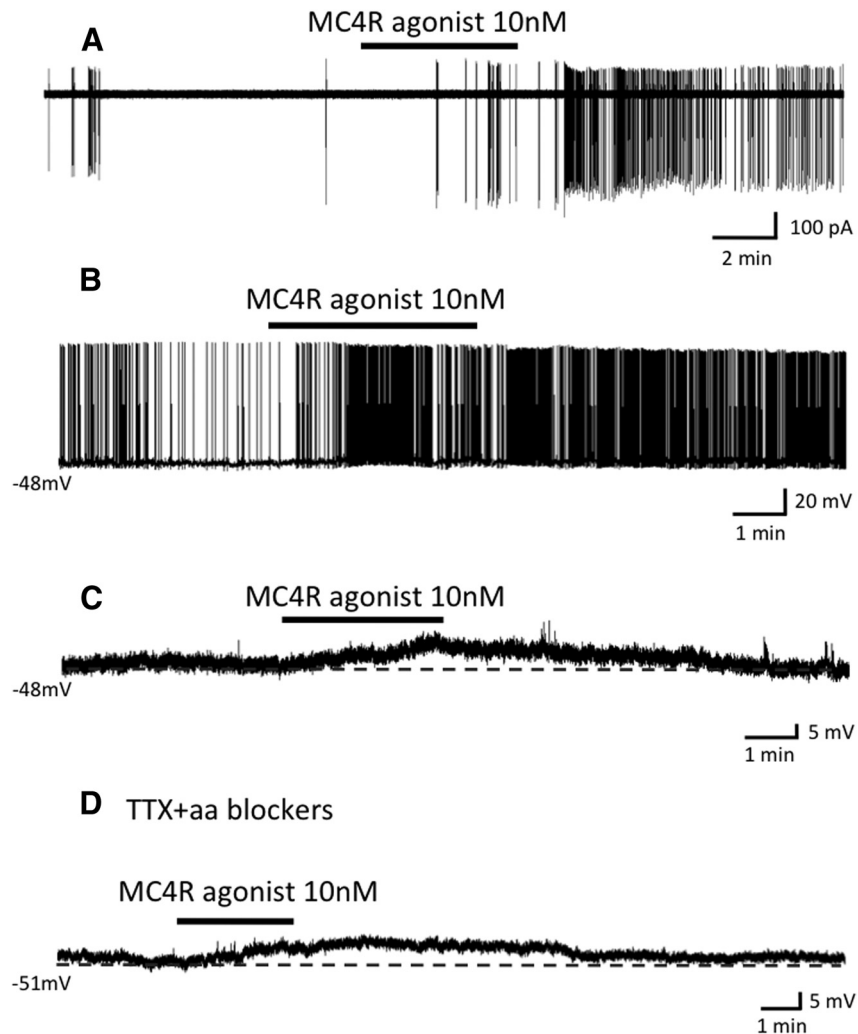 A
MC4R agonist 10nM
100 pA
2 min
B
MC4R agonist 10nM
-48mV
20 mV
1 min
C
MC4R agonist 10nM
-48mV
5 mV
1 min
D TTX+aa blockers
MC4R agonist 10nM
-51mV
5 mV
1 min